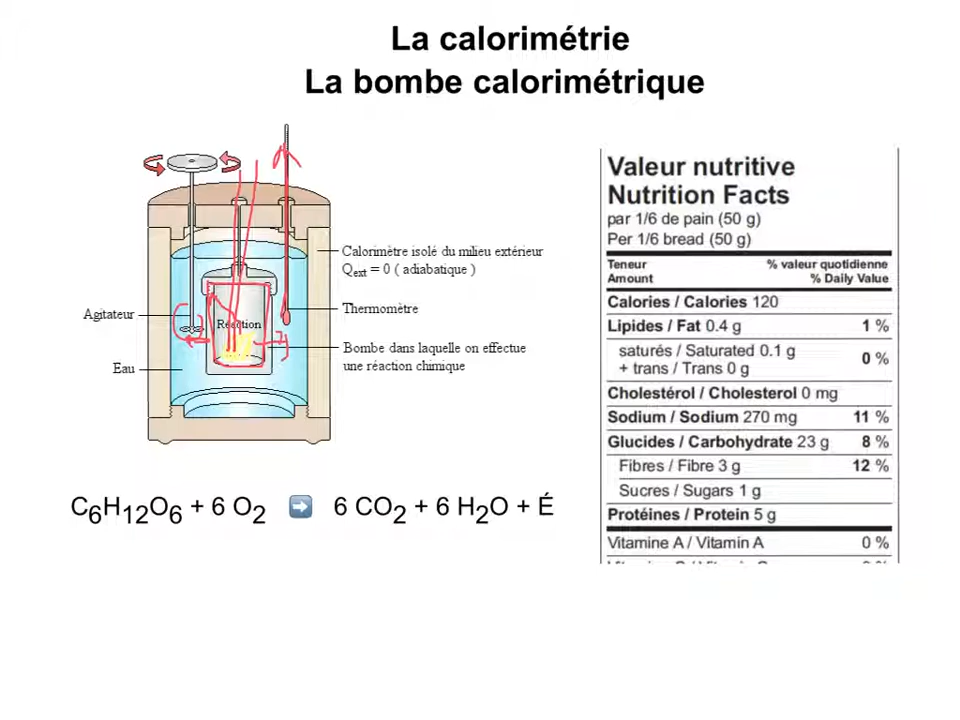 La calorimétrie
La bombe calorimétrique
Calorimètre isolé du milieu extérieur
Qext = 0 ( adiabatique )
Thermomètre
Agitateur
Réaction
Bombe dans laquelle on effectue
une réaction chimique
Eau
C6H12O6 + 6 O2 ➡ 6 CO2 + 6 H2O + É
Valeur nutritive
Nutrition Facts
par 1/6 de pain (50 g)
Per 1/6 bread (50 g)
Teneur % valeur quotidienne
Amount % Daily Value
Calories / Calories 120
Lipides / Fat 0.4 g 1 %
saturés / Saturated 0.1 g
+ trans / Trans 0 g 0 %
Cholestérol / Cholesterol 0 mg
Sodium / Sodium 270 mg 11 %
Glucides / Carbohydrate 23 g 8 %
Fibres / Fibre 3 g 12 %
Sucres / Sugars 1 g
Protéines / Protein 5 g
Vitamine A / Vitamin A 0 %